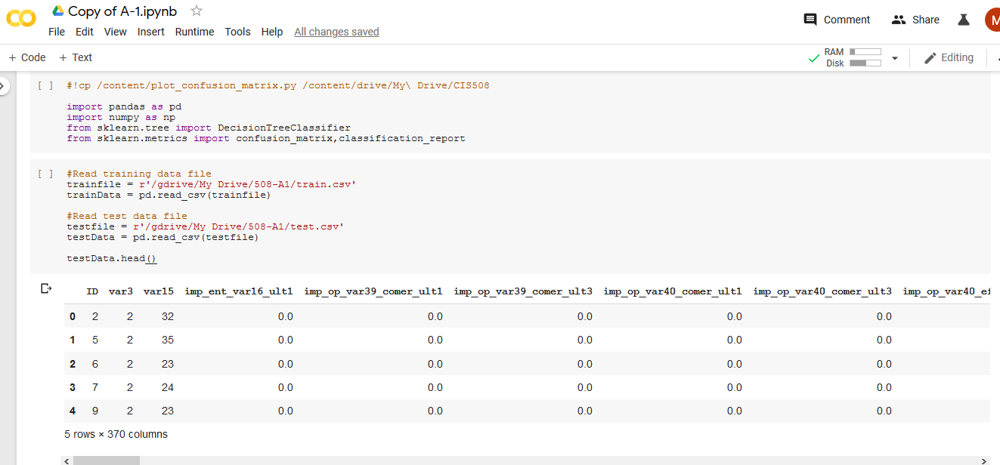 Copy of A-1.ipynb
Comment Share M
File Edit View Insert Runtime Tools Help All changes saved
+ Code + Text
RAM
Disk
Editing
[ ] #!cp /content/plot_confusion_matrix.py /content/drive/My\ Drive/CIS508
import pandas as pd
import numpy as np
from sklearn.tree import DecisionTreeClassifier
from sklearn.metrics import confusion_matrix,classification_report
[ ] #Read training data file
trainfile = r'/gdrive/My Drive/508-A1/train.csv'
trainData = pd.read_csv(trainfile)
#Read test data file
testfile = r'/gdrive/My Drive/508-A1/test.csv'
testData = pd.read_csv(testfile)
testData.head()
ID var3 var15 imp_ent_var16_ult1 imp_op_var39_comer_ult1 imp_op_var39_comer_ult3 imp_op_var40_comer_ult1 imp_op_var40_comer_ult3
0 2 2 32 0.0 0.0 0.0 0.0 0.0
1 5 2 35 0.0 0.0 0.0 0.0 0.0
2 6 2 23 0.0 0.0 0.0 0.0 0.0
3 7 2 24 0.0 0.0 0.0 0.0 0.0
4 9 2 23 0.0 0.0 0.0 0.0 0.0
5 rows × 370 columns